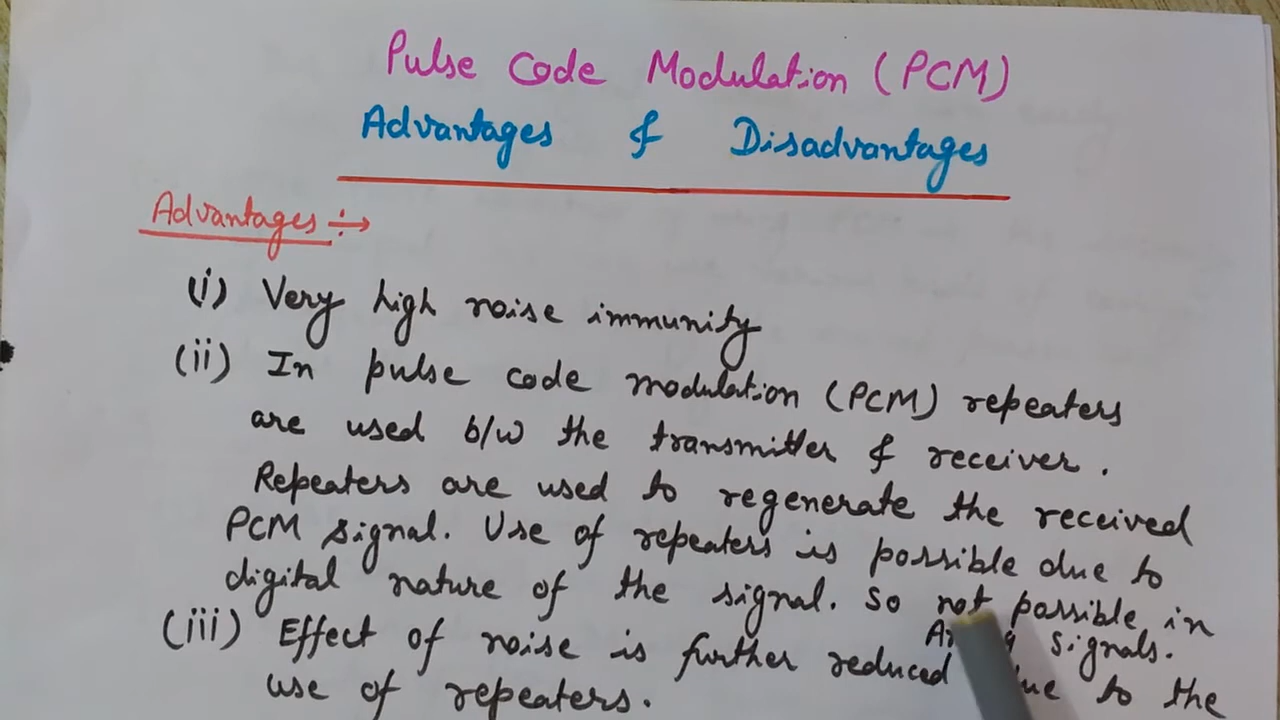 Pulse Code Modulation (PCM)
Advantages & Disadvantages
Advantages :→
(i) Very high noise immunity
(ii) In pulse code modulation (PCM) repeaters
are used b/w the transmitter & receiver.
Repeaters are used to regenerate the received
PCM signal. Use of repeaters is possible due to
digital nature of the signal. So not possible in
signals.
(iii) Effect of noise is further reduced to the
use of repeaters.